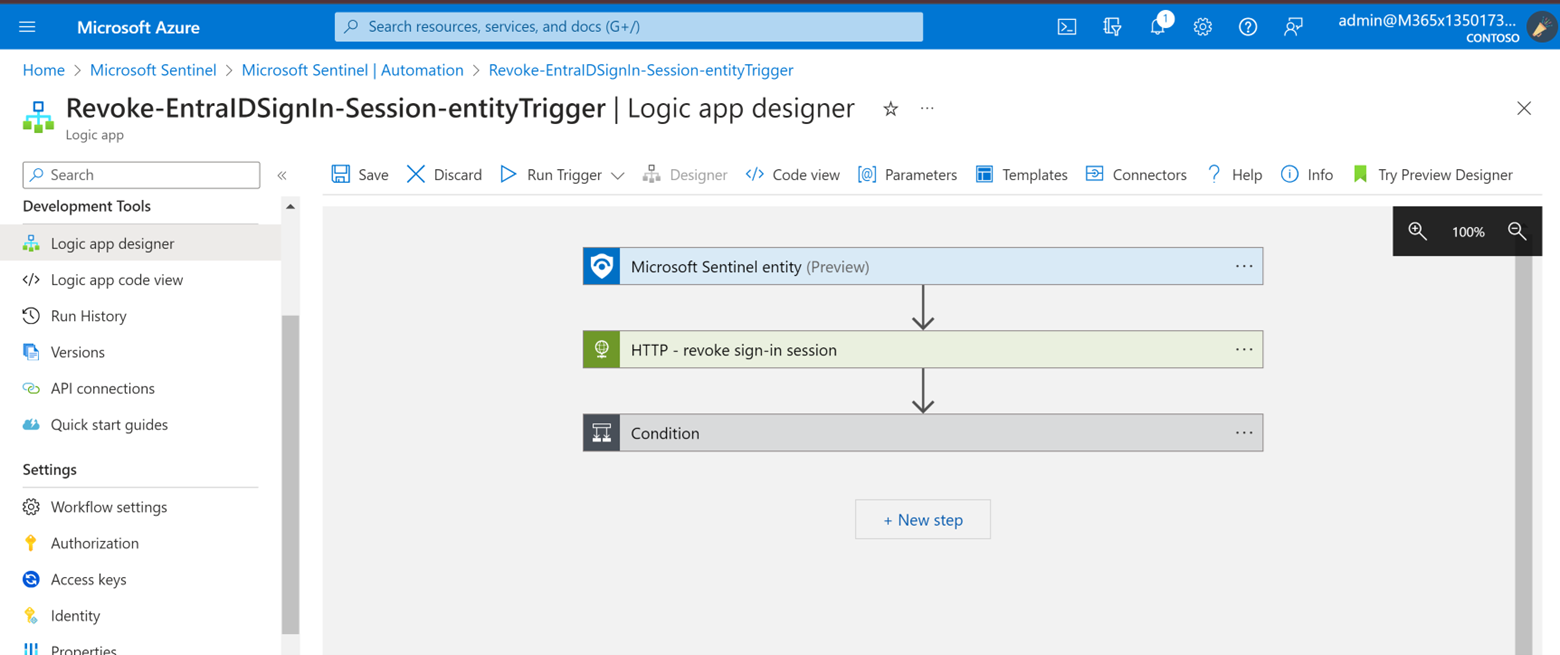 Microsoft Azure
Search resources, services, and docs (G+/)
1
admin@M365x1350173...
CONTOSO
Home > Microsoft Sentinel > Microsoft Sentinel | Automation > Revoke-EntraIDSignIn-Session-entityTrigger
Revoke-EntraIDSignIn-Session-entityTrigger | Logic app designer
Logic app
Search
Save Discard Run Trigger Designer Code view Parameters Templates Connectors Help Info Try Preview Designer
Development Tools
Logic app designer
Logic app code view
Run History
Versions
API connections
Quick start guides
Settings
Workflow settings
Authorization
Access keys
Identity
Properties
100%
Microsoft Sentinel entity (Preview)
HTTP - revoke sign-in session
Condition
+ New step